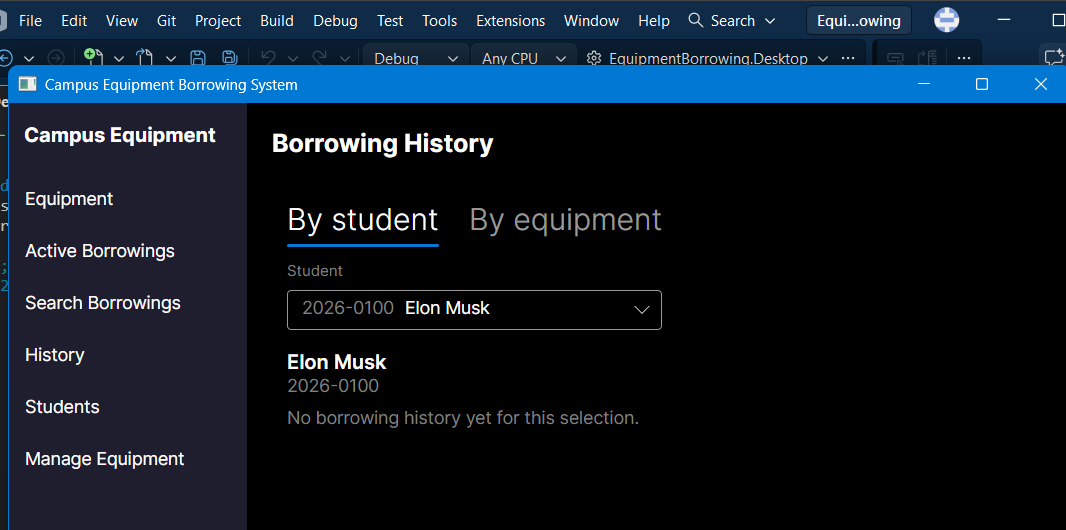 File Edit View Git Project Build Debug Test Tools Extensions Window Help Search Equi...owing
Debug Any CPU EquipmentBorrowing.Desktop
Campus Equipment Borrowing System
Campus Equipment
Equipment
Active Borrowings
Search Borrowings
History
Students
Manage Equipment
Borrowing History
By student By equipment
Student
2026-0100 Elon Musk
Elon Musk
2026-0100
No borrowing history yet for this selection.